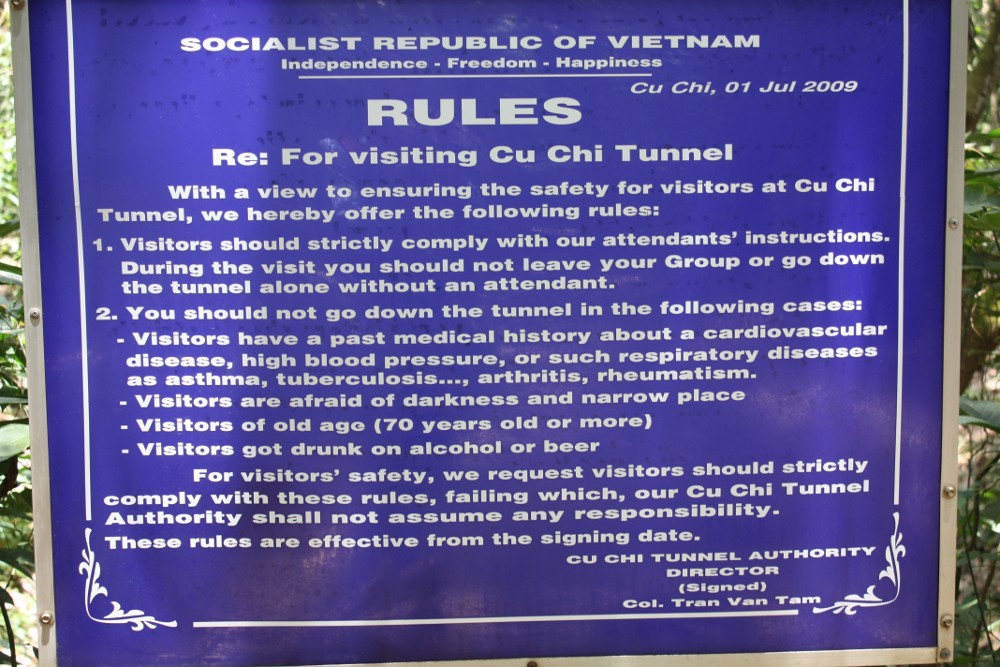 SOCIALIST REPUBLIC OF VIETNAM
Independence - Freedom - Happiness
Cu Chi, 01 Jul 2009
RULES
Re: For visiting Cu Chi Tunnel
With a view to ensuring the safety for visitors at Cu Chi
Tunnel, we hereby offer the following rules:
1. Visitors should strictly comply with our attendants' instructions.
During the visit you should not leave your Group or go down
the tunnel alone without an attendant.
2. You should not go down the tunnel in the following cases:
- Visitors have a past medical history about a cardiovascular
disease, high blood pressure, or such respiratory diseases
as asthma, tuberculosis..., arthritis, rheumatism.
- Visitors are afraid of darkness and narrow place
- Visitors of old age (70 years old or more)
- Visitors got drunk on alcohol or beer
For visitors' safety, we request visitors should strictly
comply with these rules, failing which, our Cu Chi Tunnel
Authority shall not assume any responsibility.
These rules are effective from the signing date.
CU CHI TUNNEL AUTHORITY
DIRECTOR
(Signed)
Col. Tran Van Tam